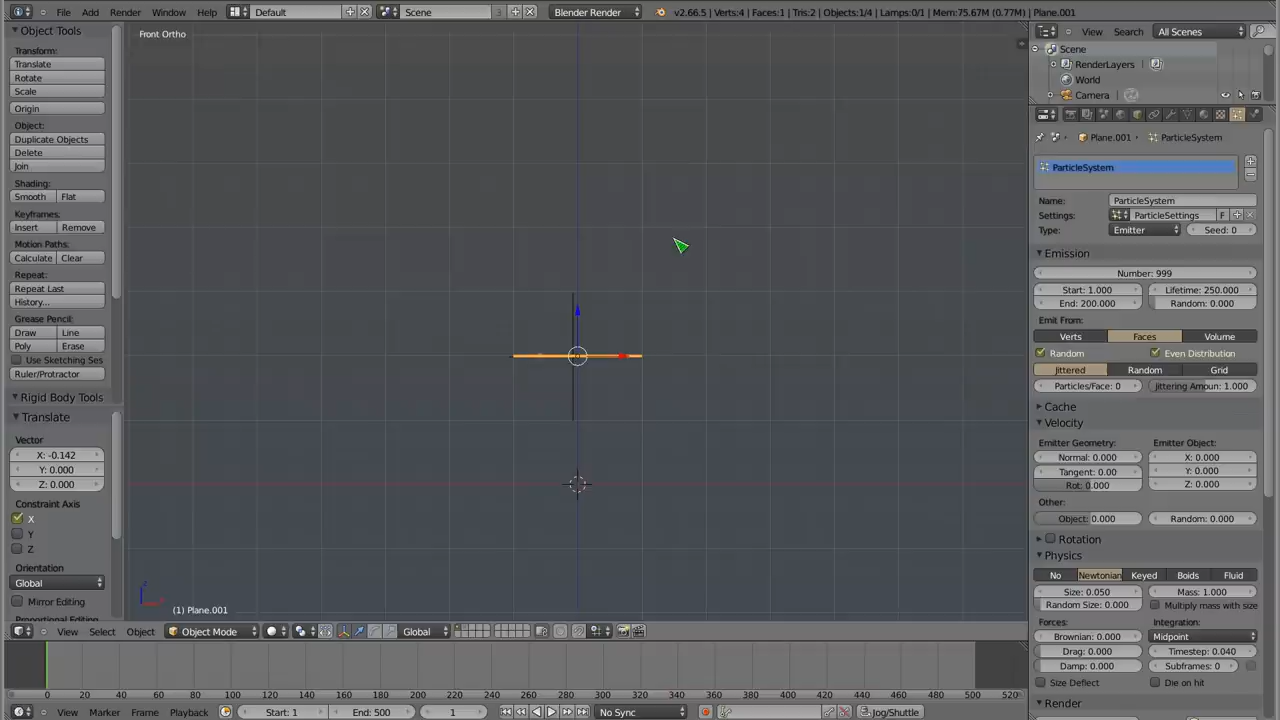 File Add Render Window Help Default Scene 3 Blender Render v2.66.5 | Verts:4 | Faces:1 | Tris:2 | Objects:1/4 | Lamps:0/1 | Mem:75.67M (0.77M) | Plane.001
Object Tools
Transform:
Translate
Rotate
Scale
Origin
Object:
Duplicate Objects
Delete
Join
Shading:
Smooth Flat
Keyframes:
Insert Remove
Motion Paths:
Calculate Clear
Repeat:
Repeat Last
History...
Grease Pencil:
Draw Line
Poly Erase
Use Sketching Ses
Ruler/Protractor
Rigid Body Tools
Translate
Vector
X: -0.142
Y: 0.000
Z: 0.000
Constraint Axis
X
Y
Z
Orientation
Global
Mirror Editing
Front Ortho
z
(1) Plane.001
View Select Object Object Mode Global
View Search All Scenes
Scene
RenderLayers
World
Camera
Plane.001 ParticleSystem
ParticleSystem
Name: ParticleSystem
Settings: ParticleSettings F
Type: Emitter Seed: 0
Emission
Number: 999
Start: 1.000 Lifetime: 250.000
End: 200.000 Random: 0.000
Emit From:
Verts Faces Volume
Random Even Distribution
Jittered Random Grid
Particles/Face: 0 Jittering Amoun: 1.000
Cache
Velocity
Emitter Geometry: Emitter Object:
Normal: 0.000 X: 0.000
Tangent: 0.00 Y: 0.000
Rot: 0.000 Z: 0.000
Other:
Object: 0.000 Random: 0.000
Rotation
Physics
No Newtonian Keyed Boids Fluid
Size: 0.050 Mass: 1.000
Random Size: 0.000 Multiply mass with size
Forces: Integration:
Brownian: 0.000 Midpoint
Drag: 0.000 Timestep: 0.040
Damp: 0.000 Subframes: 0
Size Deflect Die on hit
Render
0 20 40 60 80 100 120 140 160 180 200 220 240 260 280 300 320 340 360 380 400 420 440 460 480 500 520
View Marker Frame Playback Start: 1 End: 500 1 No Sync Jog/Shuttle